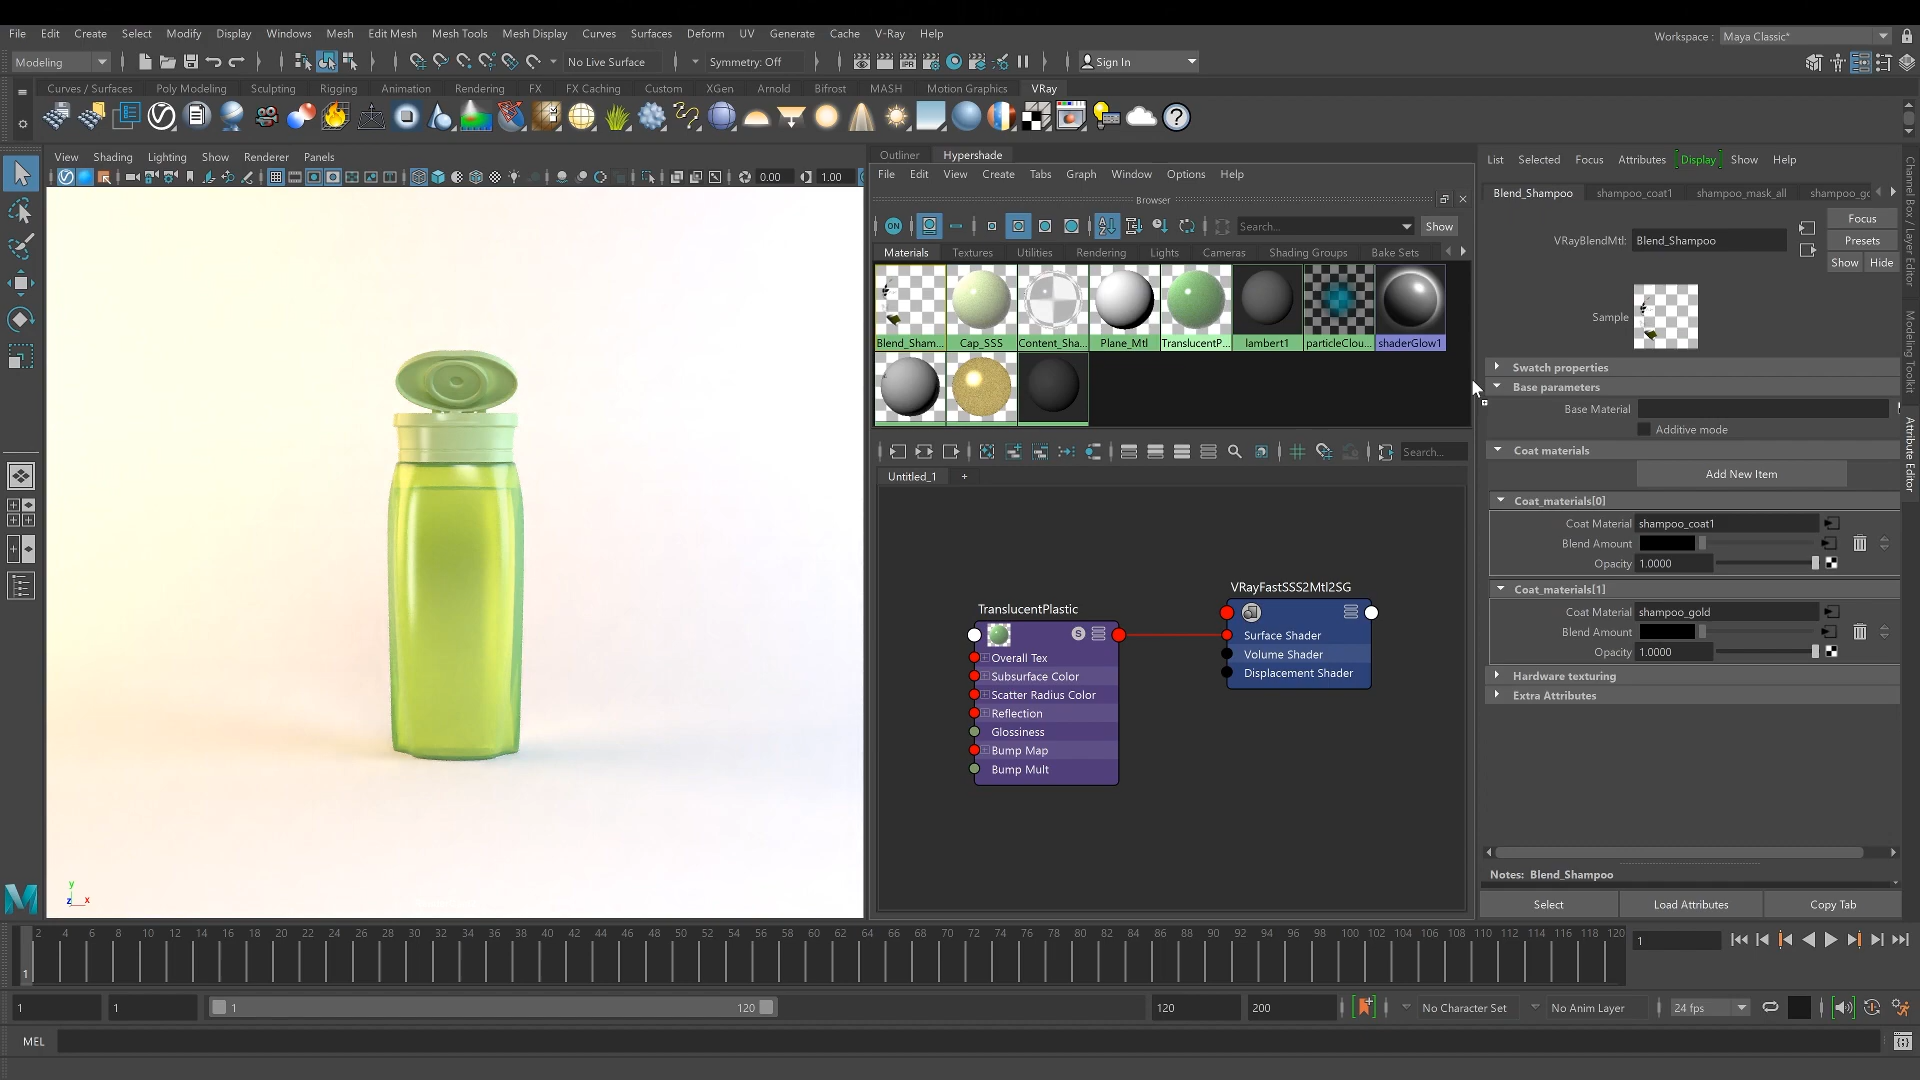 File Edit Create Select Modify Display Windows Mesh Edit Mesh Mesh Tools Mesh Display Curves Surfaces Deform UV Generate Cache V-Ray Help
Workspace : Maya Classic*
Modeling No Live Surface Symmetry: Off Sign In
Curves / Surfaces Poly Modeling Sculpting Rigging Animation Rendering FX FX Caching Custom XGen Arnold Bifrost MASH Motion Graphics VRay
View Shading Lighting Show Renderer Panels
0.00 1.00
Outliner Hypershade
File Edit View Create Tabs Graph Window Options Help
Browser
ON Search... Show
Materials Textures Utilities Rendering Lights Cameras Shading Groups Bake Sets
Blend_Sham... Cap_SSS Content_Sha... Plane_Mtl TranslucentP... lambert1 particleClou... shaderGlow1
Search...
Untitled_1 +
TranslucentPlastic
S
Overall Tex
Subsurface Color
Scatter Radius Color
Reflection
Glossiness
Bump Map
Bump Mult
VRayFastSSS2Mtl2SG
Surface Shader
Volume Shader
Displacement Shader
List Selected Focus Attributes Display Show Help
Blend_Shampoo shampoo_coat1 shampoo_mask_all shampoo_gc
Focus
VRayBlendMtl: Blend_Shampoo Presets
Show Hide
Sample
Swatch properties
Base parameters
Base Material
Additive mode
Coat materials
Add New Item
Coat_materials[0]
Coat Material shampoo_coat1
Blend Amount
Opacity 1.0000
Coat_materials[1]
Coat Material shampoo_gold
Blend Amount
Opacity 1.0000
Hardware texturing
Extra Attributes
Notes: Blend_Shampoo
Select Load Attributes Copy Tab
Channel Box / Layer Editor
Modeling Toolkit
Attribute Editor
y
z x
M
2 4 6 8 10 12 14 16 18 20 22 24 26 28 30 32 34 36 38 40 42 44 46 48 50 52 54 56 58 60 62 64 66 68 70 72 74 76 78 80 82 84 86 88 90 92 94 96 98 100 102 104 106 108 110 112 114 116 118 120
1
1
1 1 1 120 120 200 No Character Set No Anim Layer 24 fps
MEL